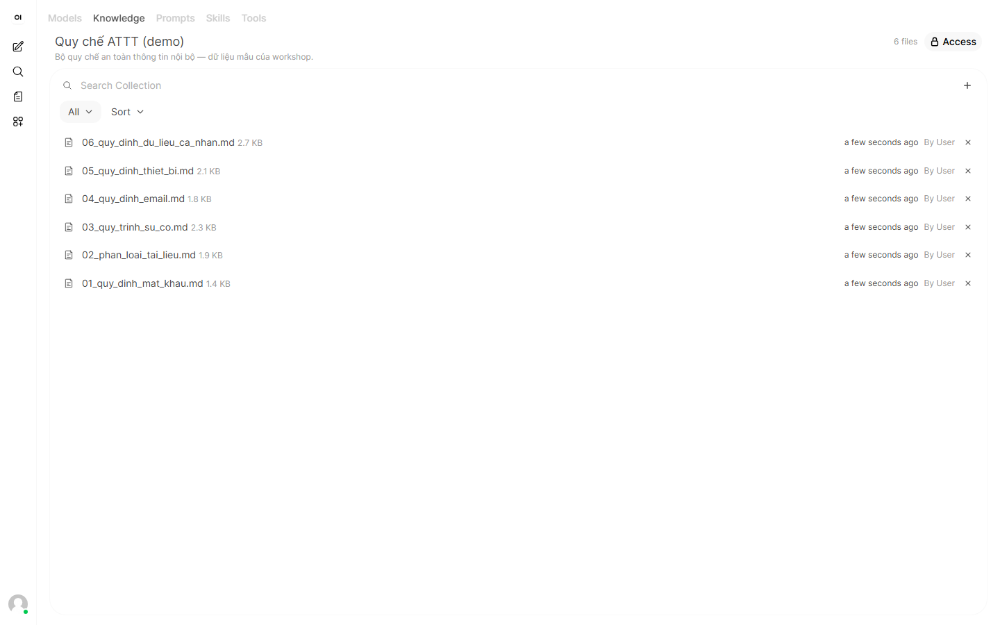 OI
Models Knowledge Prompts Skills Tools
Quy chế ATTT (demo)
6 files Access
Bộ quy chế an toàn thông tin nội bộ — dữ liệu mẫu của workshop.
Search Collection
All Sort
06_quy_dinh_du_lieu_ca_nhan.md 2.7 KB a few seconds ago By User
05_quy_dinh_thiet_bi.md 2.1 KB a few seconds ago By User
04_quy_dinh_email.md 1.8 KB a few seconds ago By User
03_quy_trinh_su_co.md 2.3 KB a few seconds ago By User
02_phan_loai_tai_lieu.md 1.9 KB a few seconds ago By User
01_quy_dinh_mat_khau.md 1.4 KB a few seconds ago By User